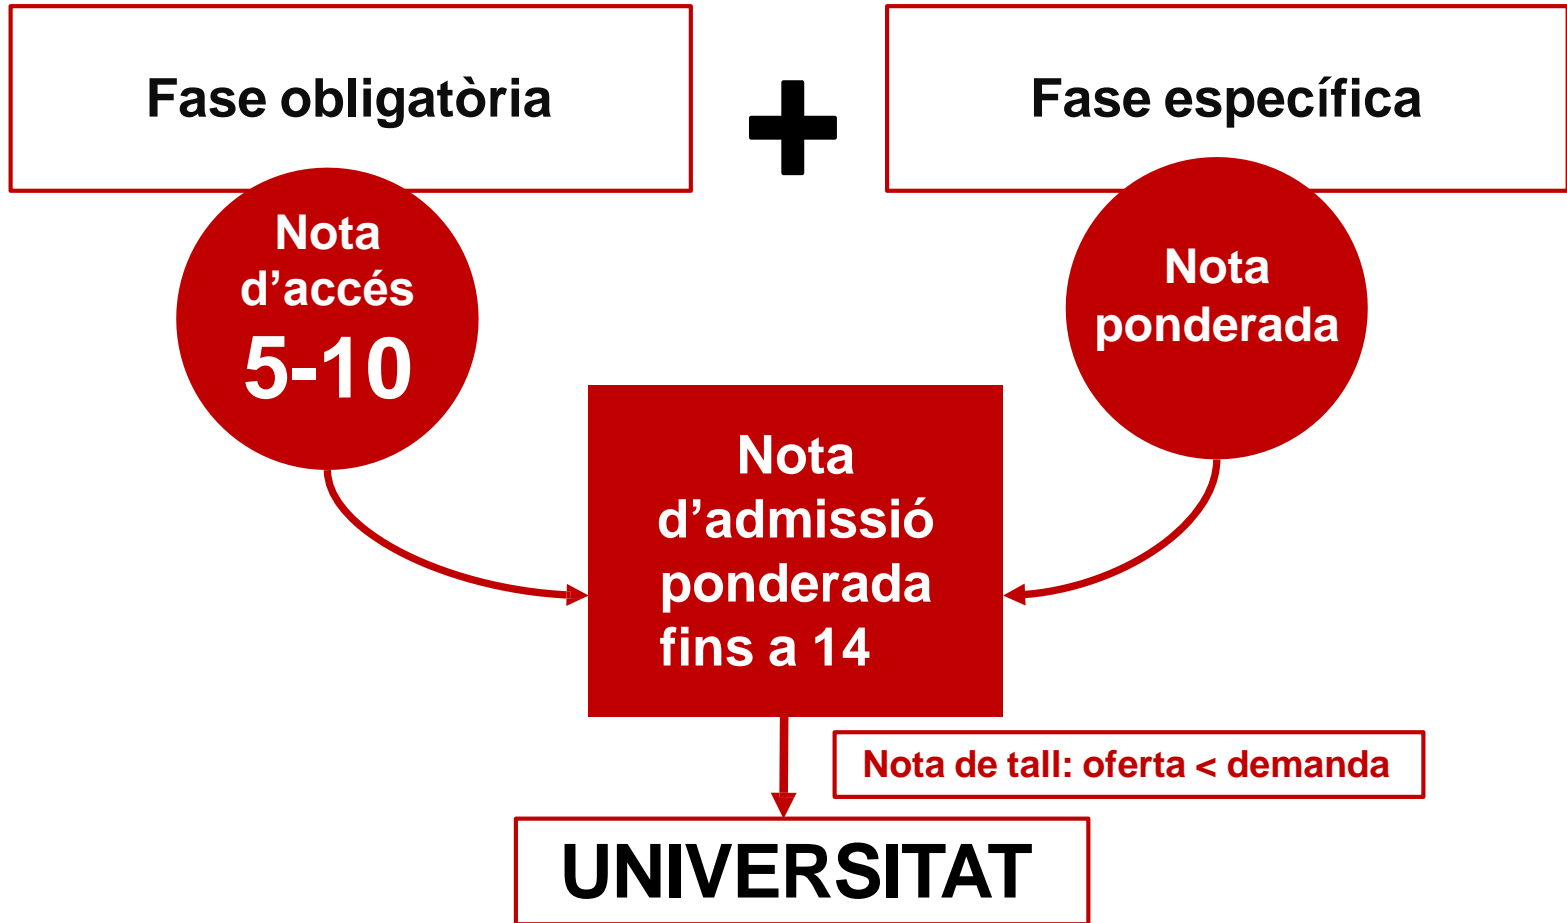 Fase obligatòria
+
Fase específica
Nota
d’accés
5-10
Nota
ponderada
Nota
d’admissió
ponderada
fins a 14
Nota de tall: oferta < demanda
UNIVERSITAT